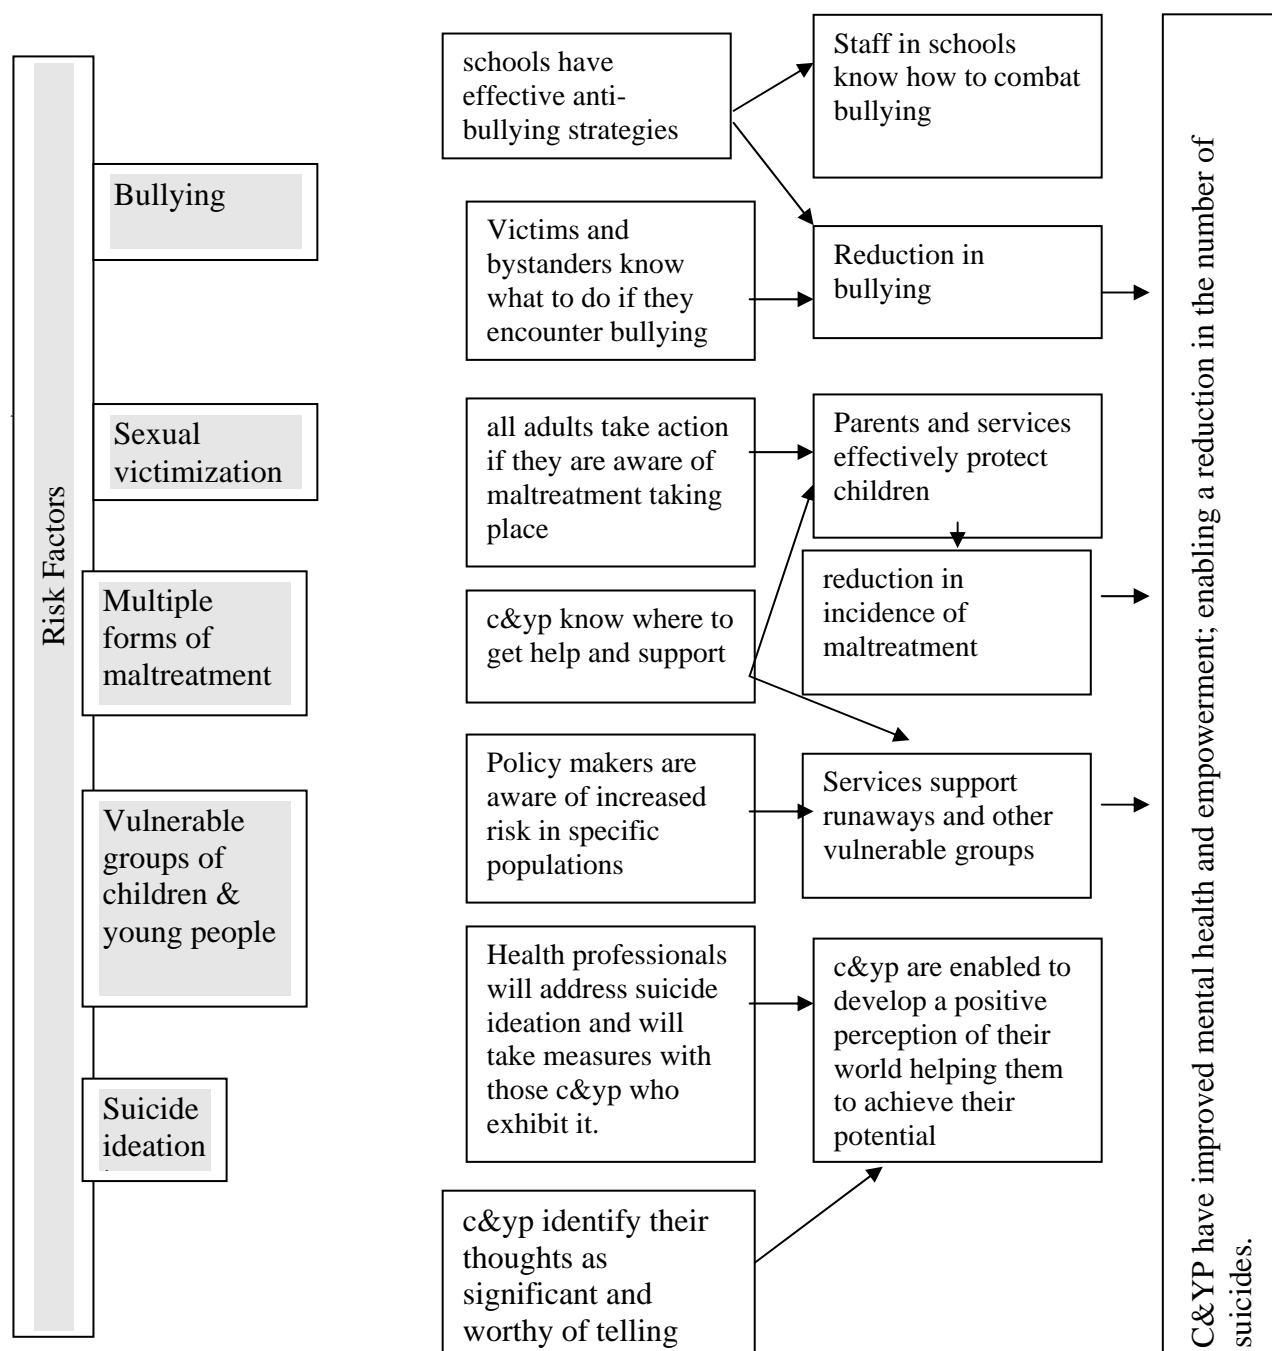 Risk Factors
Bullying
Sexual
victimization
Multiple
forms of
maltreatment
Vulnerable
groups of
children &
young people
Suicide
ideation
schools have
effective anti-
bullying strategies
Victims and
bystanders know
what to do if they
encounter bullying
all adults take action
if they are aware of
maltreatment taking
place
c&yp know where to
get help and support
Policy makers are
aware of increased
risk in specific
populations
Health professionals
will address suicide
ideation and will
take measures with
those c&yp who
exhibit it.
c&yp identify their
thoughts as
significant and
worthy of telling
Staff in schools
know how to combat
bullying
Reduction in
bullying
Parents and services
effectively protect
children
reduction in
incidence of
maltreatment
Services support
runaways and other
vulnerable groups
c&yp are enabled to
develop a positive
perception of their
world helping them
to achieve their
potential
C&YP have improved mental health and empowerment; enabling a reduction in the number of
suicides.